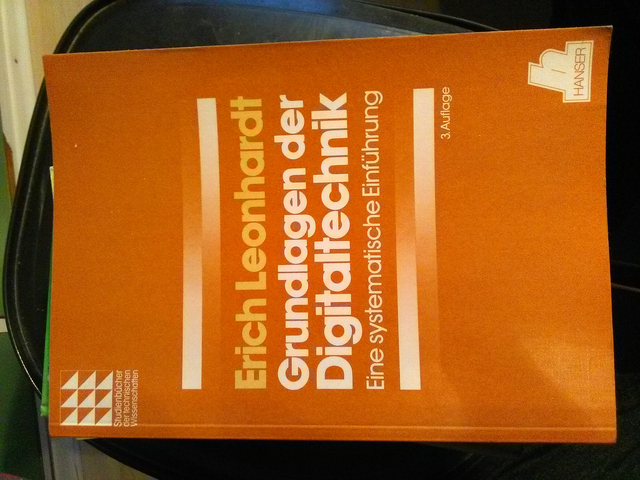 Studienbücher
der technischen
Wissenschaften
Erich Leonhardt
Grundlagen der
Digitaltechnik
Eine systematische Einführung
3. Auflage
h
HANSER